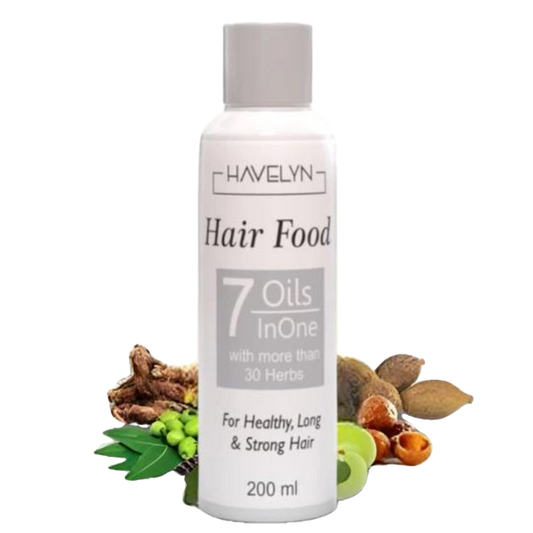 HAVELYN
Hair Food
7 Oils
InOne
with more than
30 Herbs
For Healthy, Long
& Strong Hair
200 ml